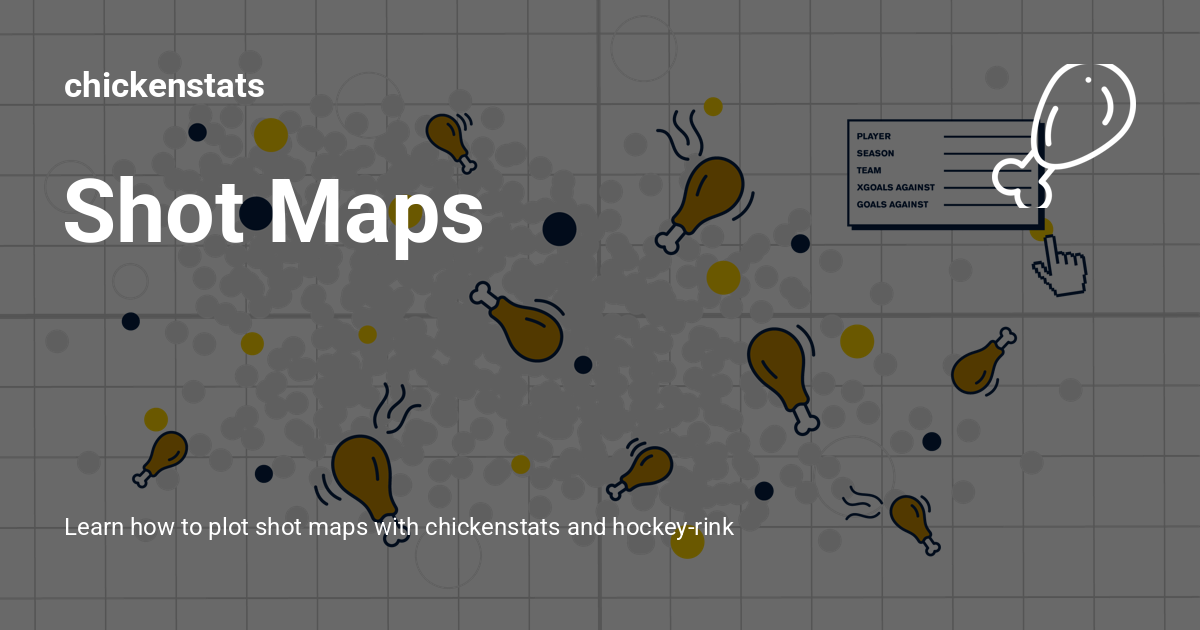 chickenstats
Shot Maps
PLAYER
SEASON
TEAM
XGOALS AGAINST
GOALS AGAINST
Learn how to plot shot maps with chickenstats and hockey-rink